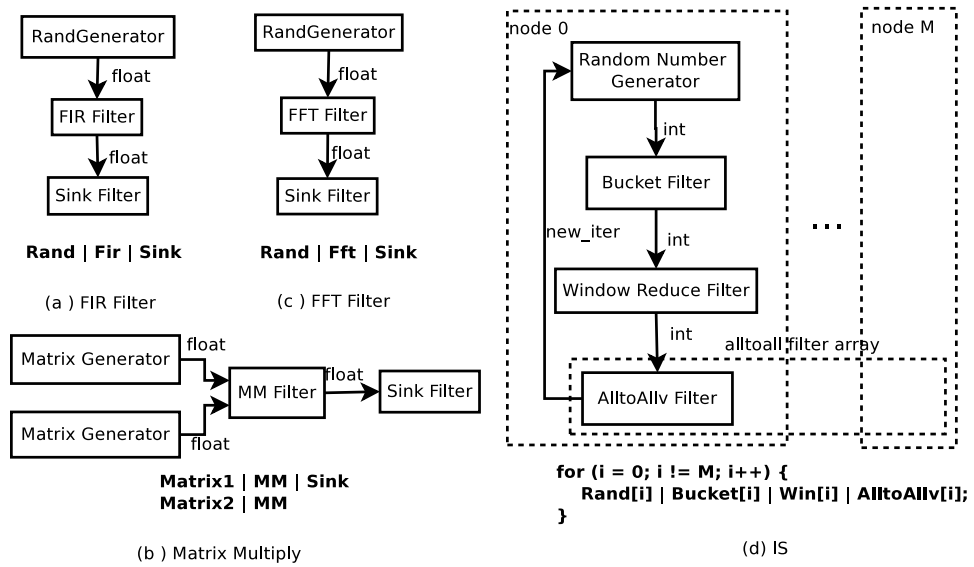 RandGenerator
float
FIR Filter
float
Sink Filter
Rand | Fir | Sink
(a ) FIR Filter
RandGenerator
float
FFT Filter
float
Sink Filter
Rand | Fft | Sink
(c ) FFT Filter
Matrix Generator
float
Matrix Generator
float
MM Filter
float
Sink Filter
Matrix1 | MM | Sink
Matrix2 | MM
(b ) Matrix Multiply
node 0
node M
Random Number
Generator
int
Bucket Filter
new_iter
int
...
Window Reduce Filter
int
alltoall filter array
AlltoAllv Filter
for (i = 0; i != M; i++) {
Rand[i] | Bucket[i] | Win[i] | AlltoAllv[i];
}
(d) IS